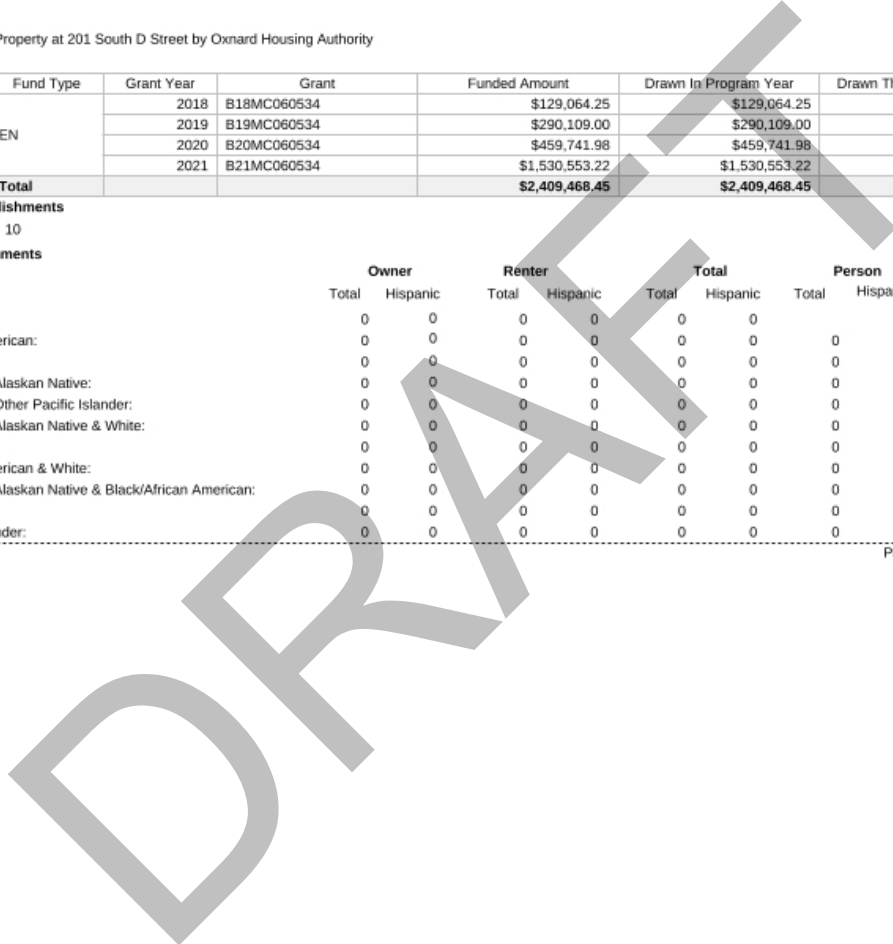 Property at 201 South D Street by Oxnard Housing Authority
Fund Type Grant Year Grant Funded Amount Drawn In Program Year Drawn Th
2018 B18MC060534 $129,064.25 $129,064.25
EN 2019 B19MC060534 $290,109.00 $290,109.00
2020 B20MC060534 $459,741.98 $459,741.98
2021 B21MC060534 $1,530,553.22 $1,530,553.22
Total $2,409,468.45 $2,409,468.45
lishments
10
ments
Owner Renter Total Person
Total Hispanic Total Hispanic Total Hispanic Total Hispa
0 0 0 0 0 0
erican: 0 0 0 0 0 0 0
0 0 0 0 0 0 0
Alaskan Native: 0 0 0 0 0 0 0
Other Pacific Islander: 0 0 0 0 0 0 0
Alaskan Native & White: 0 0 0 0 0 0 0
0 0 0 0 0 0 0
erican & White: 0 0 0 0 0 0 0
Alaskan Native & Black/African American: 0 0 0 0 0 0 0
0 0 0 0 0 0 0
der: 0 0 0 0 0 0 0
P
DRAFT